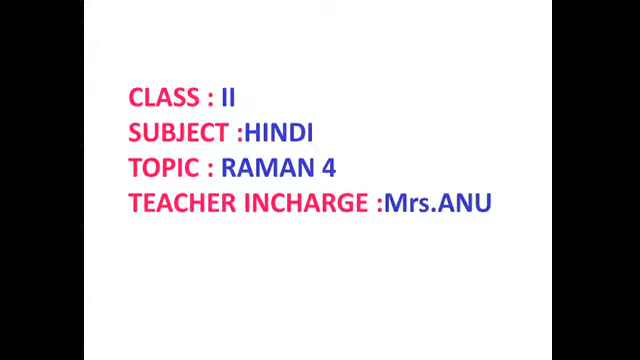 CLASS : II
SUBJECT :HINDI
TOPIC : RAMAN 4
TEACHER INCHARGE :Mrs.ANU